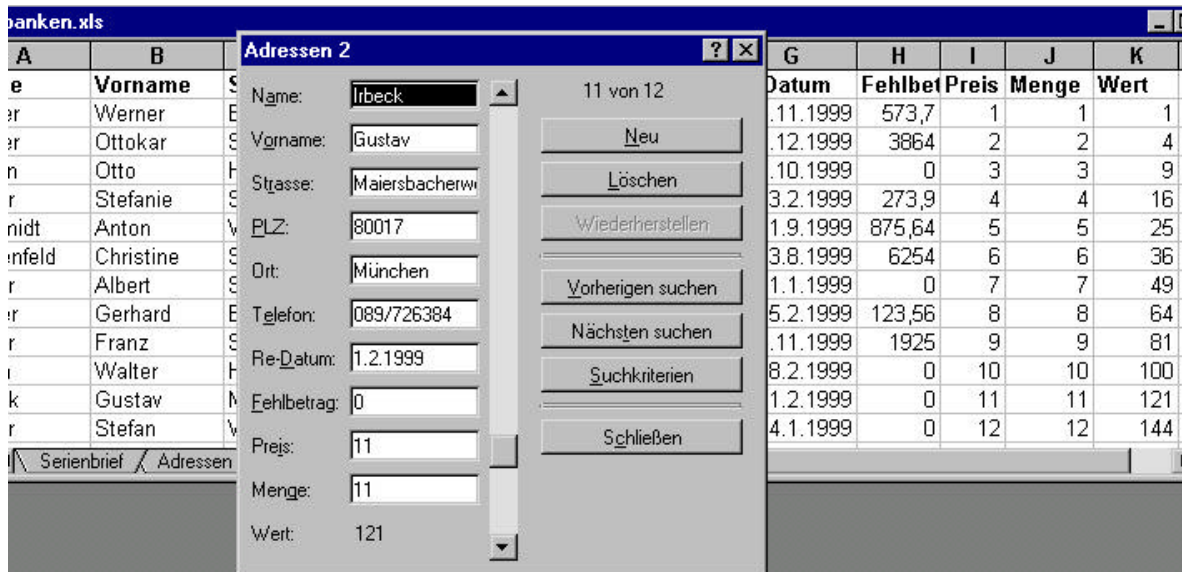 banken.xls
A B G H I J K
e Vorname S Datum Fehlbet Preis Menge Wert
er Werner E .11.1999 573,7 1 1 1
er Ottokar S .12.1999 3864 2 2 4
n Otto H .10.1999 0 3 3 9
r Stefanie S 3.2.1999 273,9 4 4 16
midt Anton V 1.9.1999 875,64 5 5 25
enfeld Christine S 3.8.1999 6254 6 6 36
r Albert S 1.1.1999 0 7 7 49
er Gerhard E 5.2.1999 123,56 8 8 64
r Franz S .11.1999 1925 9 9 81
Walter H 8.2.1999 0 10 10 100
k Gustav M 1.2.1999 0 11 11 121
r Stefan V 4.1.1999 0 12 12 144
Serienbrief / Adressen
Adressen 2
Name: Irbeck
Vorname: Gustav
Strasse: Maiersbacherw
PLZ: 80017
Ort: München
Telefon: 089/726384
Re-Datum: 1.2.1999
Fehlbetrag: 0
Preis: 11
Menge: 11
Wert: 121
11 von 12
Neu
Löschen
Wiederherstellen
Vorherigen suchen
Nächsten suchen
Suchkriterien
Schließen